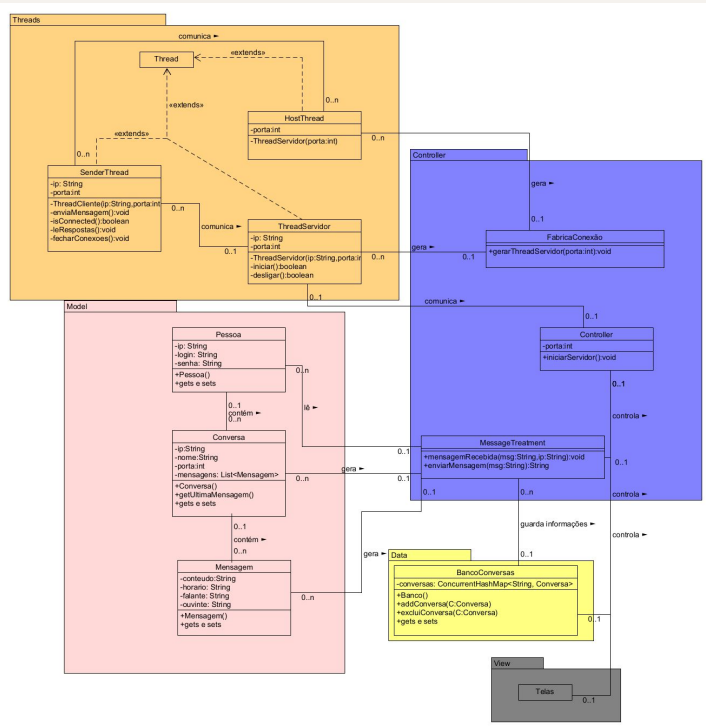 Threads
comunica ►
Thread
«extends»
«extends»
«extends»
0..n
HostThread
-porta:int
-ThreadServidor(porta:int)
0..n
0..n
SenderThread
-ip: String
-porta:int
-ThreadCliente(ip:String,porta:int
-enviaMensagem():void
-isConnected():boolean
-leRespostas():void
-fecharConexoes():void
0..n
comunica ►
0..1
ThreadServidor
-ip: String
-porta:int
-ThreadServidor(ip:String,porta:ir
-iniciar():boolean
-desligar():boolean
0..n
gera ►
0..1
0..1
Controller
gera ►
0..1
FabricaConexão
+gerarThreadServidor(porta:int):void
comunica ►
0..1
Controller
-porta:int
+iniciarServidor():void
0..1
controla ►
Model
Pessoa
-ip: String
-login: String
-senha: String
+Pessoa()
+gets e sets
0..n
lê ►
0..1
contém ►
0..n
Conversa
-ip:String
-nome:String
-porta:int
-mensagens: List<Mensagem>
+Conversa()
+getUltimaMensagem()
+gets e sets
0..n
gera ►
0..1
0..1
MessageTreatment
+mensagemRecebida(msg:String,ip:String):void
+enviarMensagem(msg:String):String
0..1
0..1
0..n
controla ►
0..1
contém ►
0..n
Mensagem
-conteudo:String
-horario: String
-falante: String
-ouvinte: String
+Mensagem()
+gets e sets
0..n
gera ►
guarda informações ►
controla ►
Data
0..1
BancoConversas
-conversas: ConcurrentHashMap<String, Conversa>
+Banco()
+addConversa(C:Conversa)
+excluiConversa(C:Conversa)
+gets e sets
0..1
View
Telas
0..1